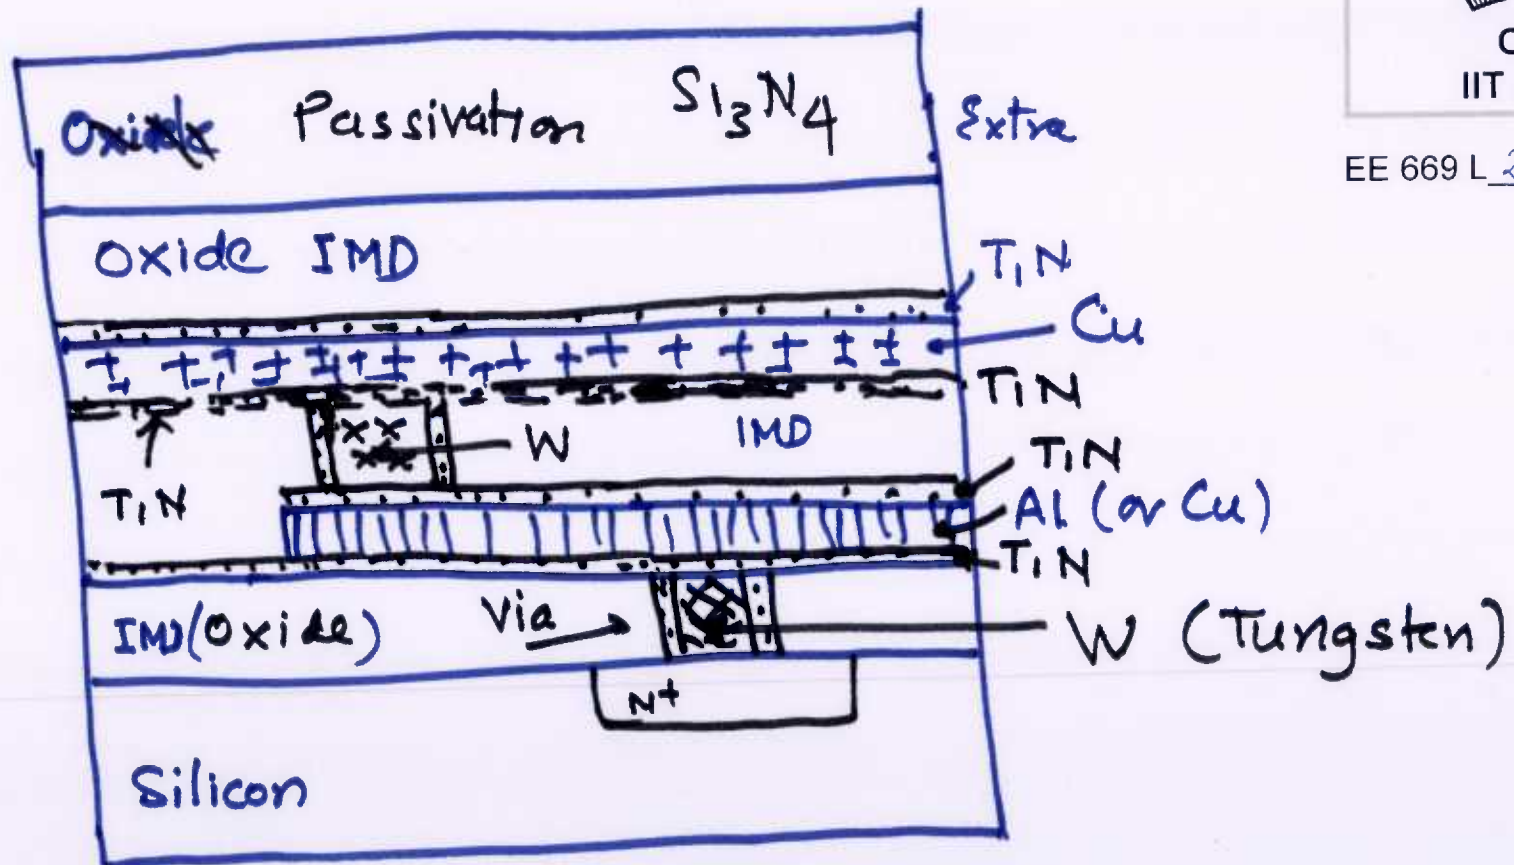 Oxide Passivation Si3N4 Extra
IIT
EE 669 L_2
Oxide IMD
TiN
Cu
TiN
W
IMD
TiN
TiN
Al (or Cu)
TiN
IMD(Oxide)
Via
W (Tungsten)
N+
Silicon